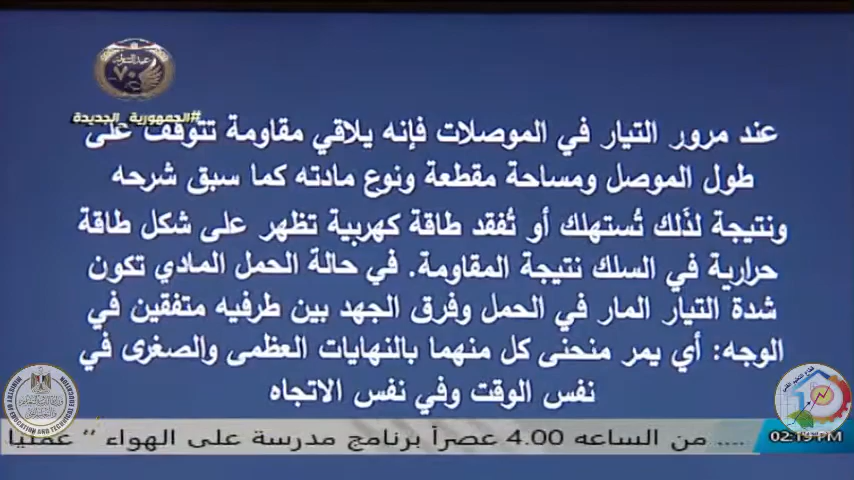 #الجمهورية_الجديدة
عند مرور التيار في الموصلات فإنه يلاقي مقاومة تتوقف على
طول الموصل ومساحة مقطعة ونوع مادته كما سبق شرحه
ونتيجة لذلك تُستهلك أو تُفقد طاقة كهربية تظهر على شكل طاقة
حرارية في السلك نتيجة المقاومة. في حالة الحمل المادي تكون
شدة التيار المار في الحمل وفرق الجهد بين طرفيه متفقين في
الوجه: أي يمر منحنى كل منهما بالنهايات العظمى والصغرى في
نفس الوقت وفي نفس الاتجاه
.... من الساعه 4.00 عصراً برنامج مدرسة على الهواء ،، عمليا
02:19 PM